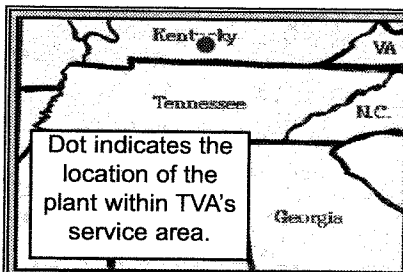 Kentucky
VA
Tennessee
N.C.
Dot indicates the
location of the
plant within TVA's
service area.
Georgia